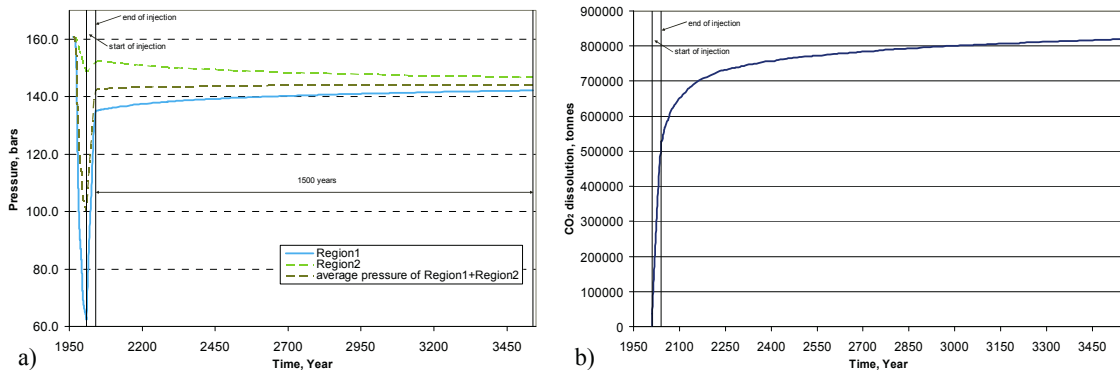 end of injection
start of injection
160.0
140.0
120.0
100.0
80.0
60.0
Pressure, bars
1500 years
Region1
Region2
average pressure of Region1+Region2
1950 2200 2450 2700 2950 3200 3450
Time, Year
a)
end of injection
start of injection
900000
800000
700000
600000
500000
400000
300000
200000
100000
0
CO₂ dissolution, tonnes
1950 2100 2250 2400 2550 2700 2850 3000 3150 3300 3450
Time, Year
b)